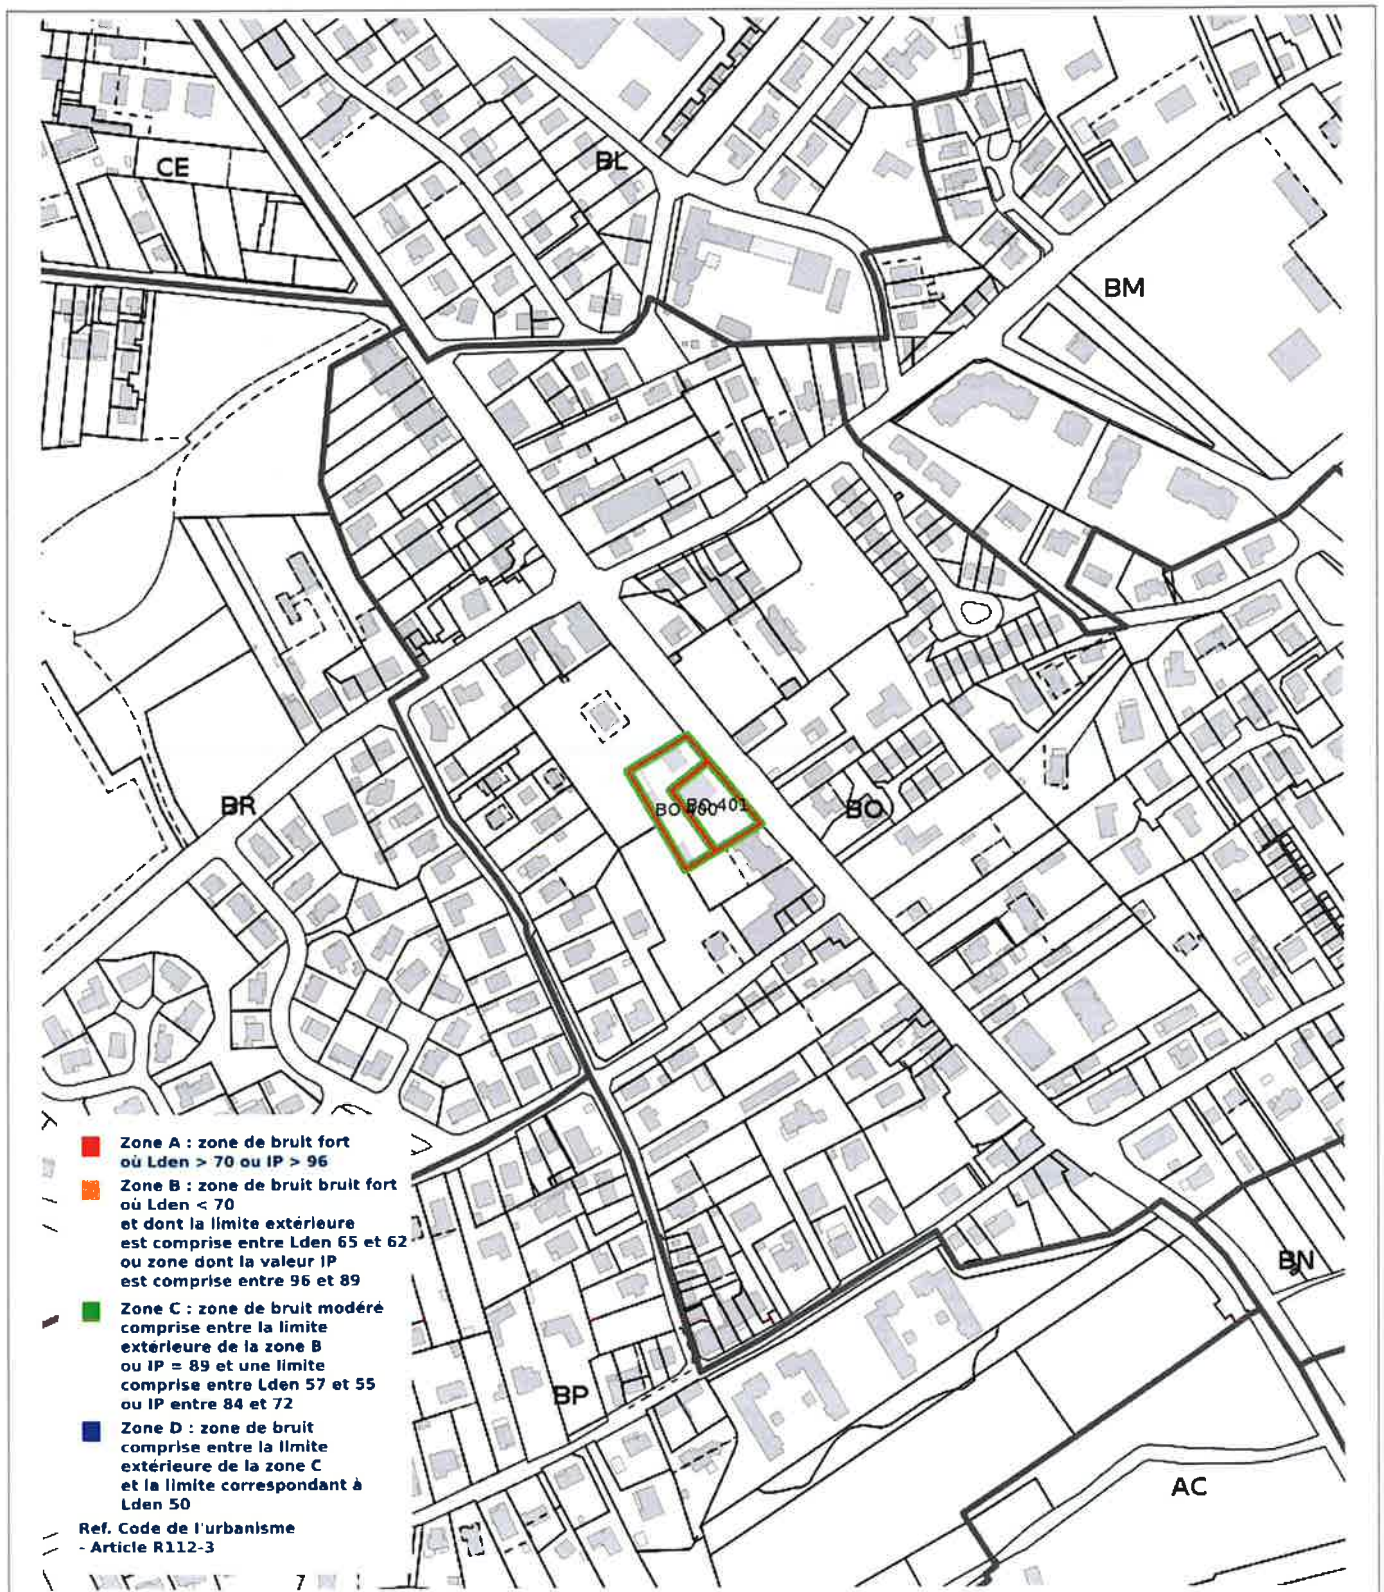 CE
BL
BM
BR
BO 400
BO 401
BO
BN
BP
AC
Zone A : zone de bruit fort
où Lden > 70 ou IP > 96
Zone B : zone de bruit bruit fort
où Lden < 70
et dont la limite extérieure
est comprise entre Lden 65 et 62
ou zone dont la valeur IP
est comprise entre 96 et 89
Zone C : zone de bruit modéré
comprise entre la limite
extérieure de la zone B
ou IP = 89 et une limite
comprise entre Lden 57 et 55
ou IP entre 84 et 72
Zone D : zone de bruit
comprise entre la limite
extérieure de la zone C
et la limite correspondant à
Lden 50
Ref. Code de l'urbanisme
- Article R112-3